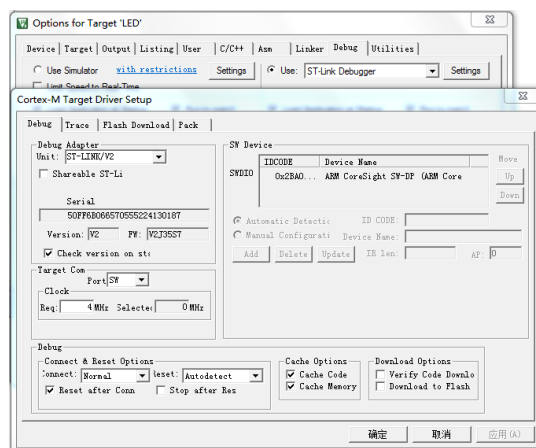 Options for Target 'LED'
Device | Target | Output | Listing | User | C/C++ | Asm | Linker | Debug | Utilities
Use Simulator with restrictions Settings Use: ST-Link Debugger Settings
Limit Speed to Real-Time
Cortex-M Target Driver Setup
Debug | Trace | Flash Download | Pack
Debug Adapter
Unit: ST-LINK/V2
Shareable ST-Li
Serial
50FF6B066570555224130187
Version: V2 FW: V2J35S7
Check version on sta
Target Com
Port SW
Clock
Req: 4 MHz Selected 0 MHz
SW Device
IDCODE Device Name Move
SWDIO 0x2BA0... ARM CoreSight SW-DP (ARM Core Up
Down
Automatic Detectic ID CODE:
Manual Configurati Device Name:
Add Delete Update IR len: AP: 0
Debug
Connect & Reset Options
Connect: Normal Reset: Autodetect
Reset after Conn Stop after Res
Cache Options
Cache Code
Cache Memory
Download Options
Verify Code Downlo
Download to Flash
确定 取消 应用(A)